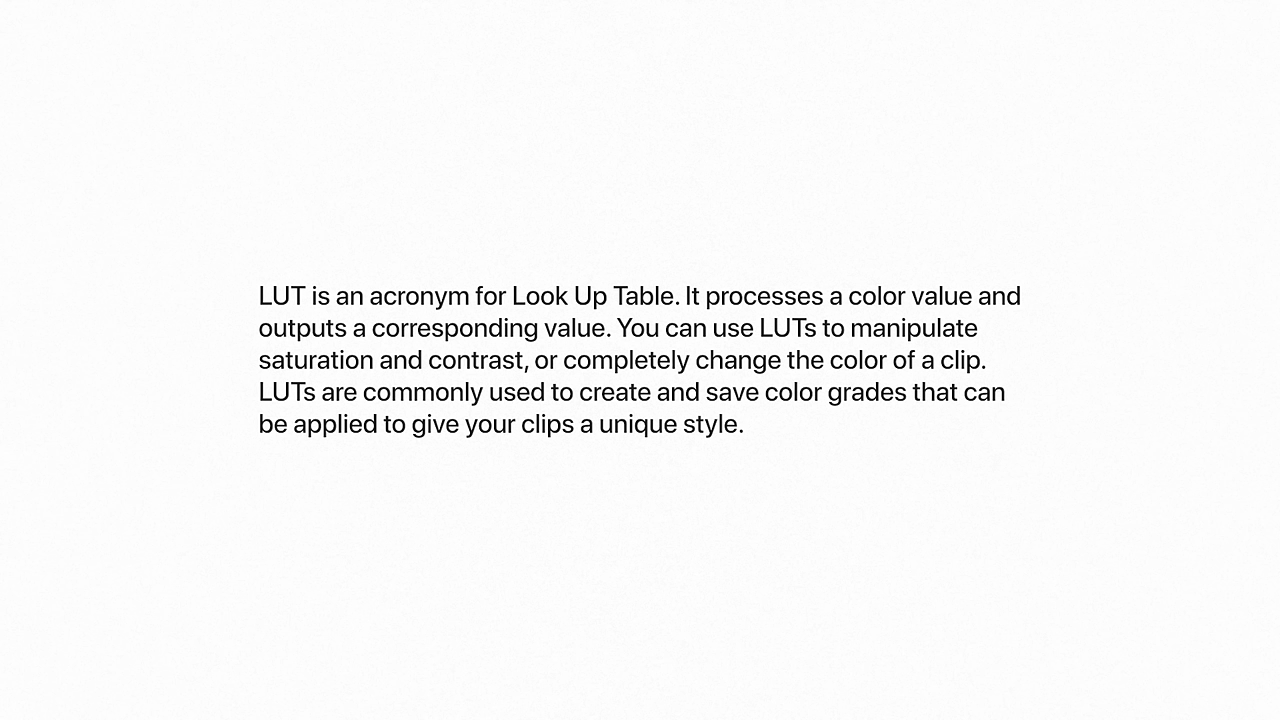 LUT is an acronym for Look Up Table. It processes a color value and
outputs a corresponding value. You can use LUTs to manipulate
saturation and contrast, or completely change the color of a clip.
LUTs are commonly used to create and save color grades that can
be applied to give your clips a unique style.